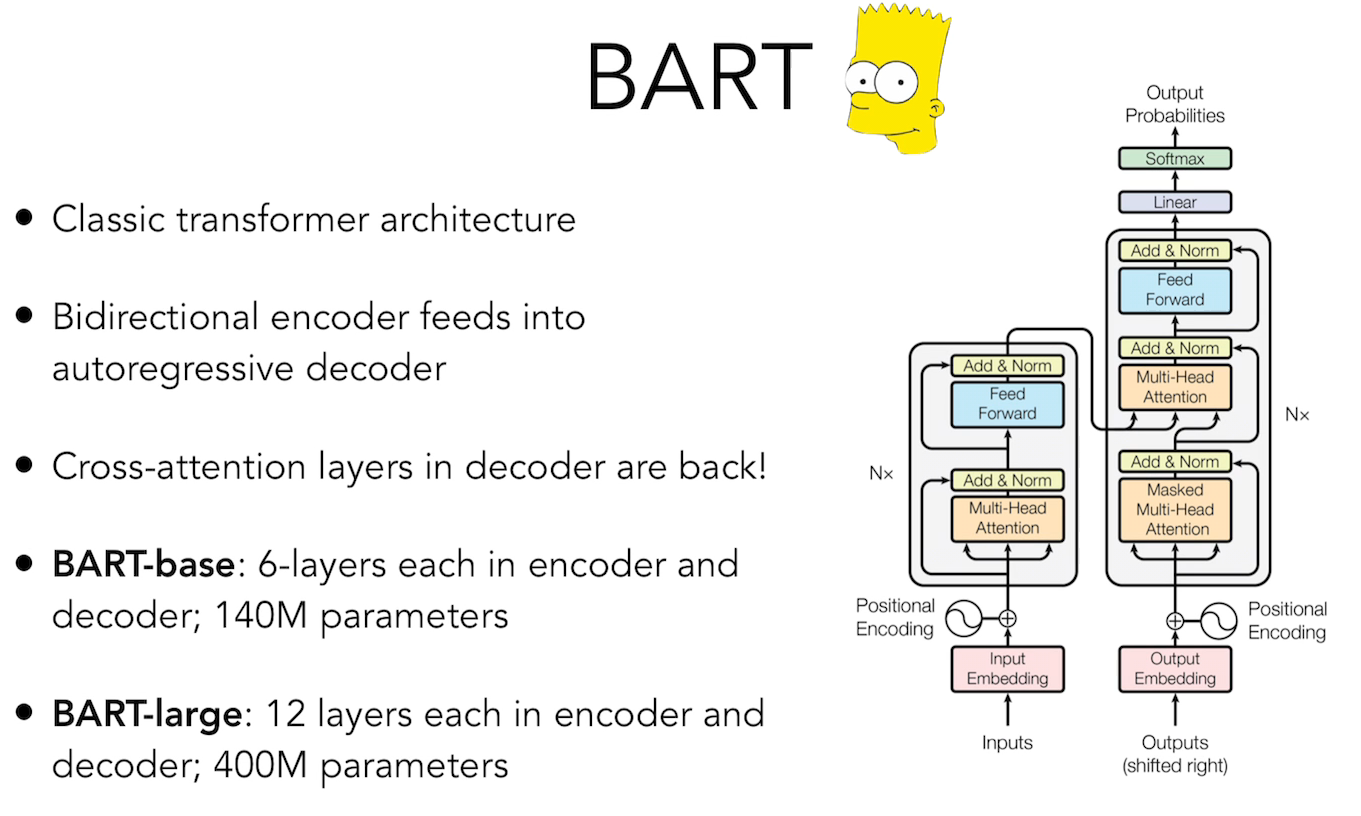 BART
• Classic transformer architecture
• Bidirectional encoder feeds into
autoregressive decoder
• Cross-attention layers in decoder are back!
• BART-base: 6-layers each in encoder and
decoder; 140M parameters
• BART-large: 12 layers each in encoder and
decoder; 400M parameters
Output
Probabilities
Softmax
Linear
Add & Norm
Feed
Forward
Add & Norm
Multi-Head
Attention
Add & Norm
Masked
Multi-Head
Attention
N×
Add & Norm
Feed
Forward
Add & Norm
Multi-Head
Attention
N×
Positional
Encoding
Positional
Encoding
Input
Embedding
Output
Embedding
Inputs
Outputs
(shifted right)